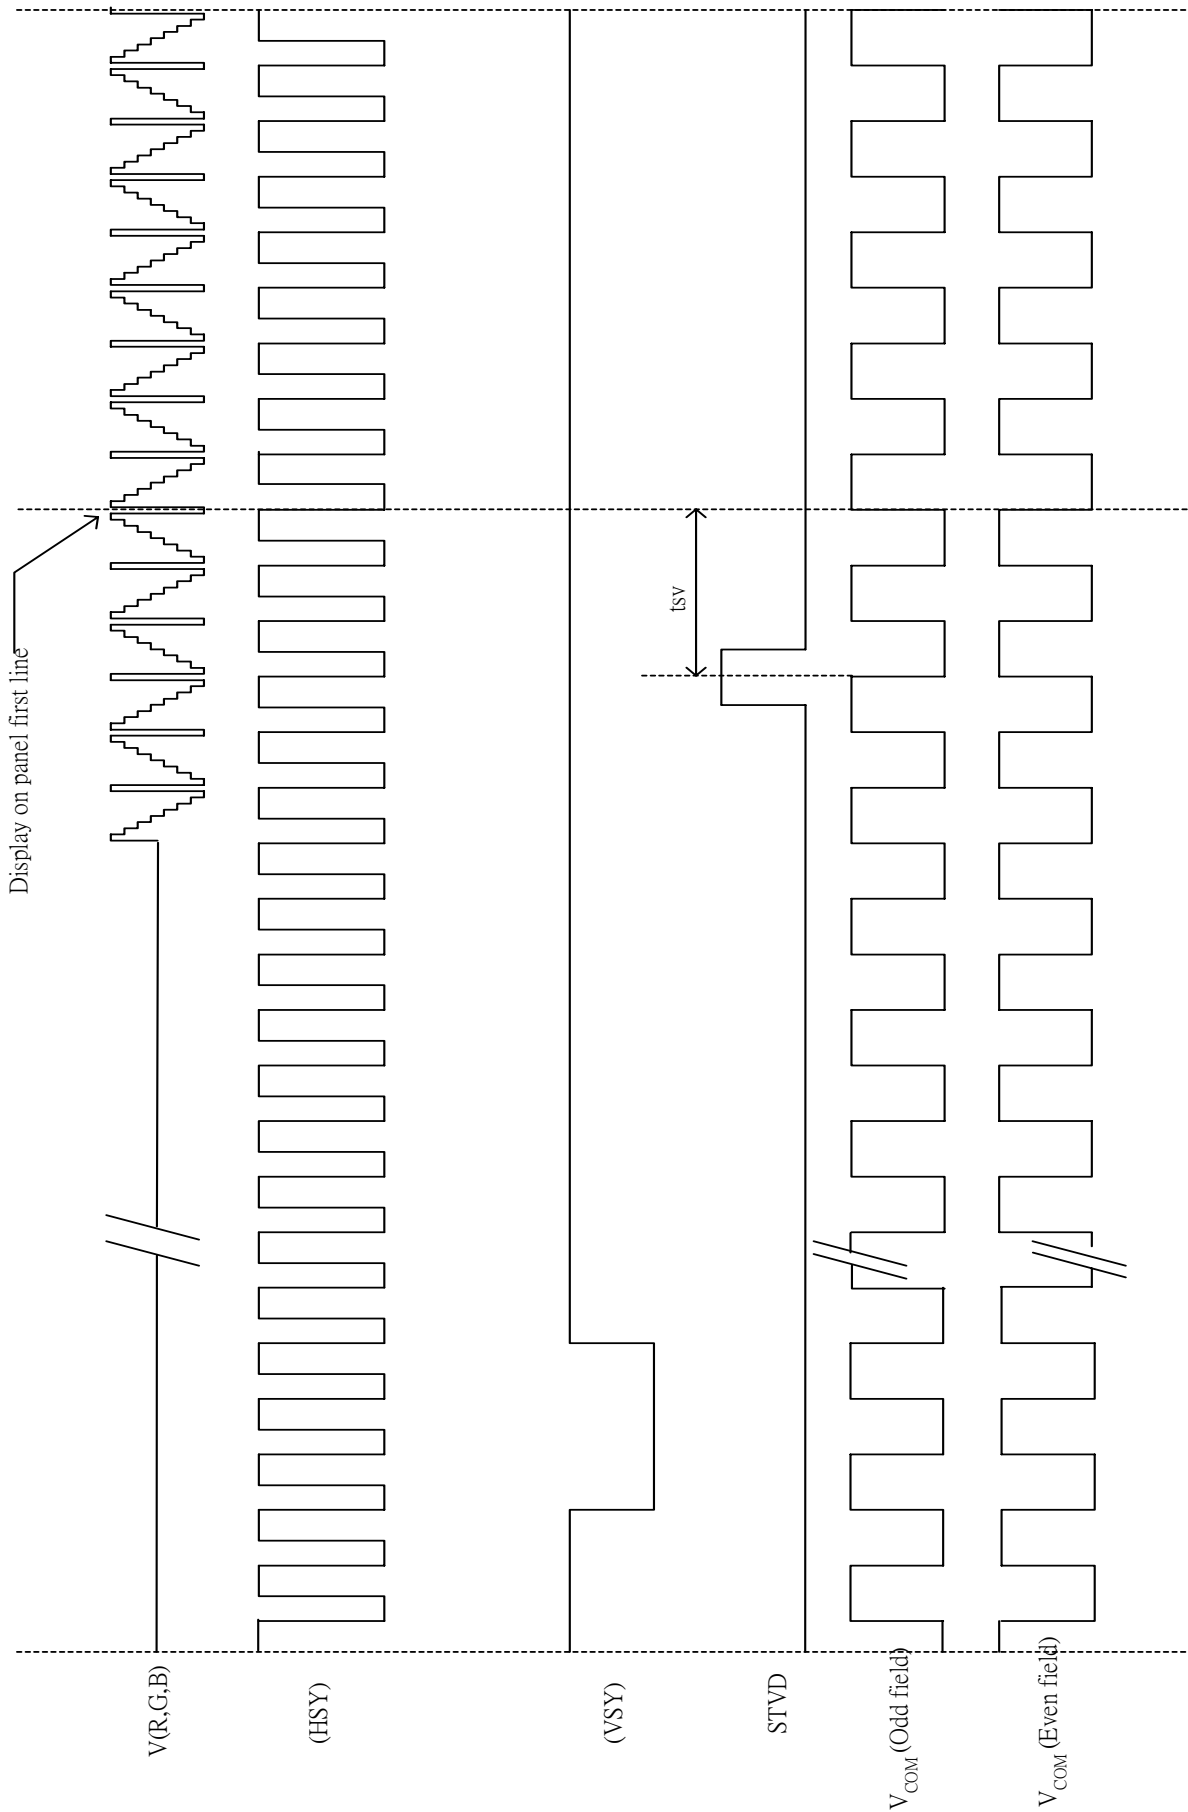 Display on panel first line
tsv
V(R,G,B)
(HSY)
(VSY)
STVD
VCOM (Odd field)
VCOM (Even field)